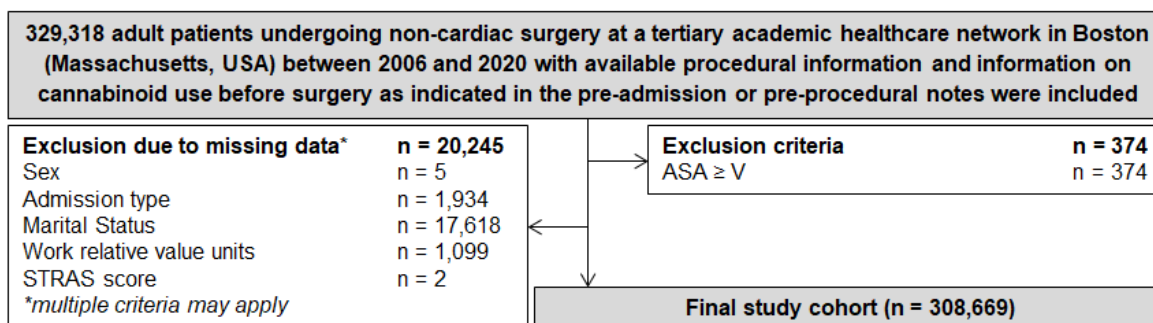 329,318 adult patients undergoing non-cardiac surgery at a tertiary academic healthcare network in Boston
(Massachusetts, USA) between 2006 and 2020 with available procedural information and information on
cannabinoid use before surgery as indicated in the pre-admission or pre-procedural notes were included
Exclusion due to missing data* n = 20,245
Sex n = 5
Admission type n = 1,934
Marital Status n = 17,618
Work relative value units n = 1,099
STRAS score n = 2
*multiple criteria may apply
Exclusion criteria n = 374
ASA ≥ V n = 374
Final study cohort (n = 308,669)